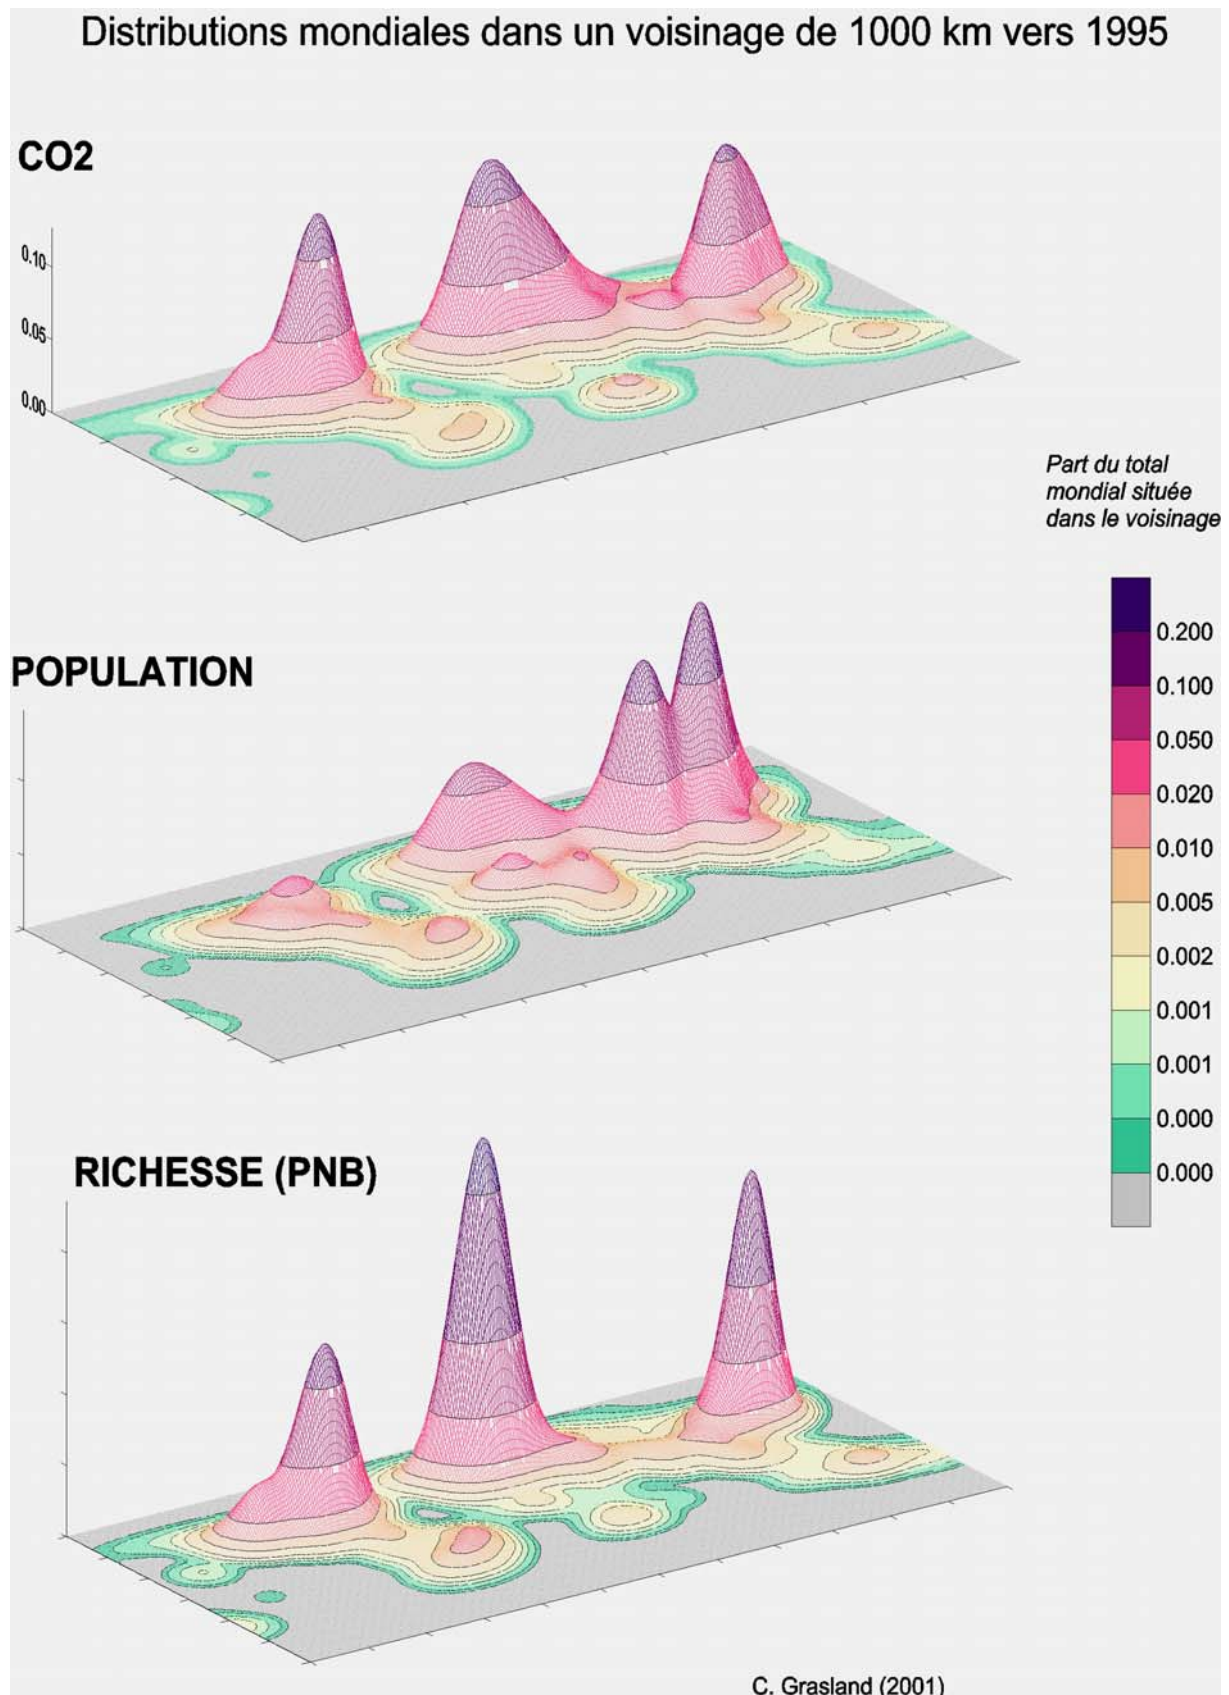 Distributions mondiales dans un voisinage de 1000 km vers 1995
CO2
0.10
0.05
0.00
Part du total
mondial située
dans le voisinage
POPULATION
0.200
0.100
0.050
0.020
0.010
0.005
0.002
0.001
0.001
0.000
0.000
RICHESSE (PNB)
C. Grasland (2001)